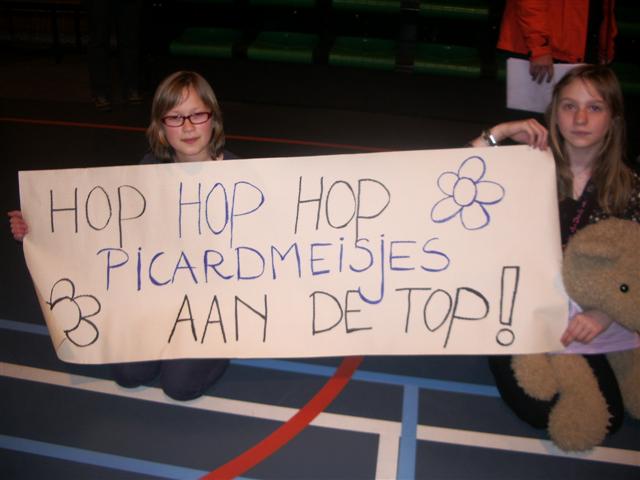 HOP HOP HOP
PICARDMEISjES
AAN DE TOP!